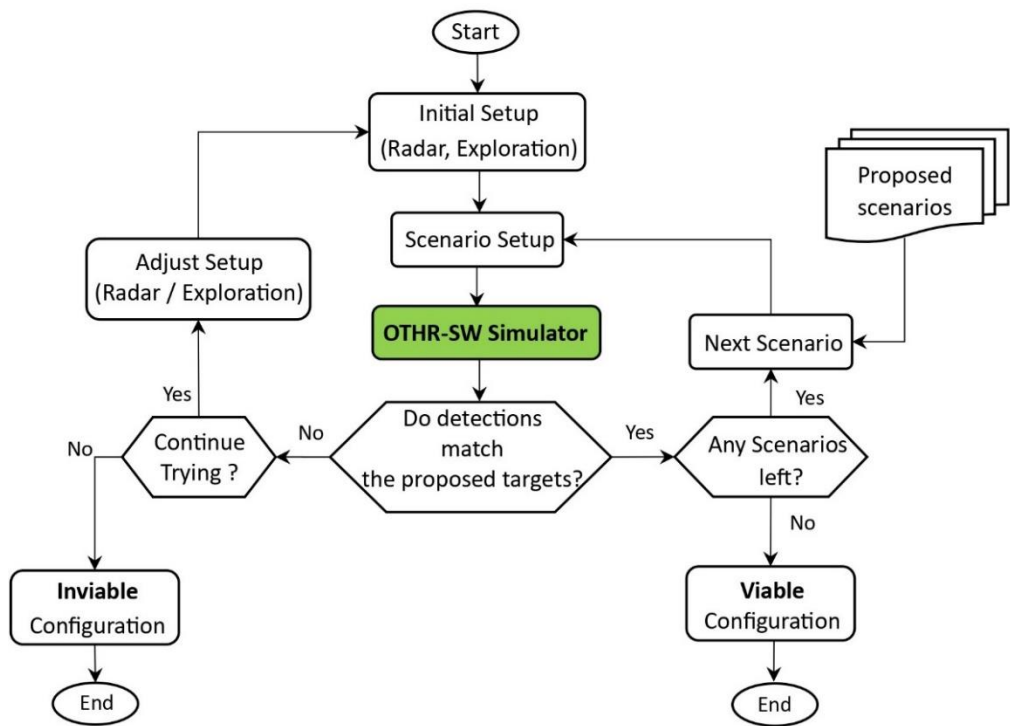 Start
Initial Setup
(Radar, Exploration)
Proposed
scenarios
Scenario Setup
Adjust Setup
(Radar / Exploration)
OTHR-SW Simulator
Next Scenario
Yes
Yes
No
Continue
Trying ?
No
Do detections
match
the proposed targets?
Yes
Any Scenarios
left?
No
Inviable
Configuration
Viable
Configuration
End
End